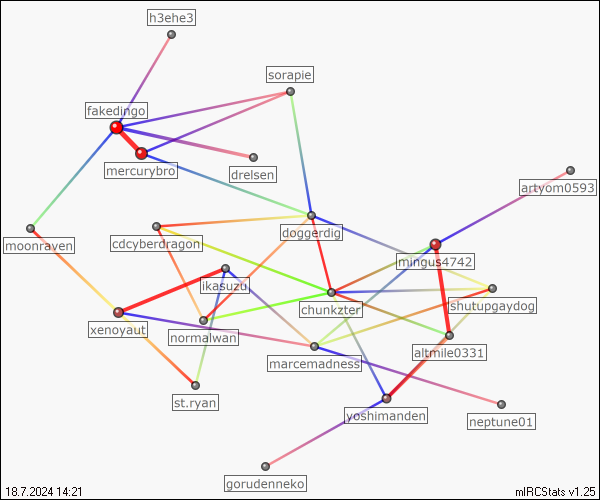 h3ehe3
sorapie
fakedingo
mercurybro
drelsen
artyom0593
moonraven
cdcyberdragon
doggerdig
mingus4742
ikasuzu
chunkzter
shutupgaydog
xenoyaut
normalwan
marcemadness
altmile0331
st.ryan
yoshimanden
neptune01
gorudenneko
18.7.2024 14:21
mIRCStats v1.25